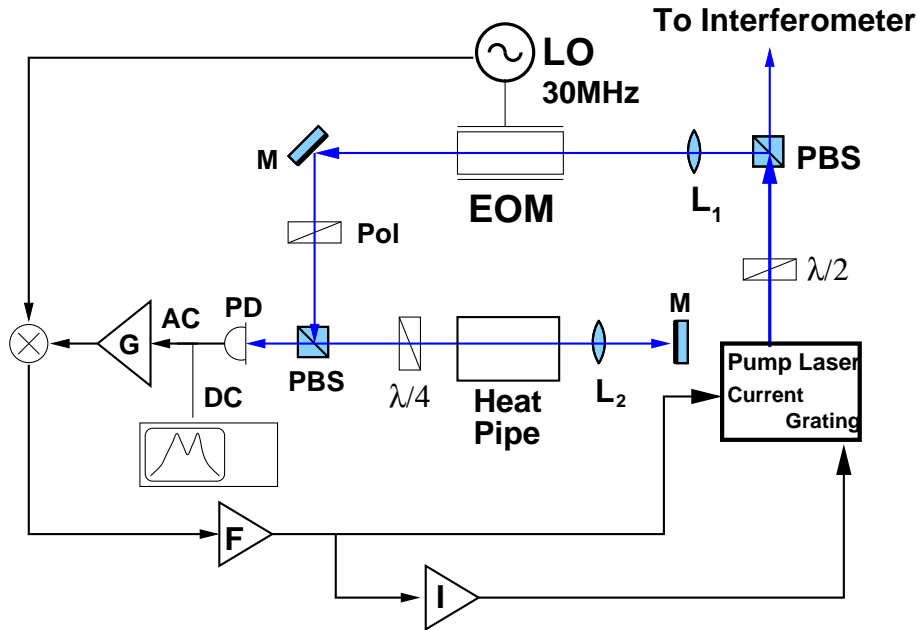 To Interferometer
LO
30MHz
M
PBS
EOM
L1
Pol
λ/2
M
AC
PD
G
PBS
λ/4
Heat
Pipe
L2
Pump Laser
Current
Grating
DC
F
I